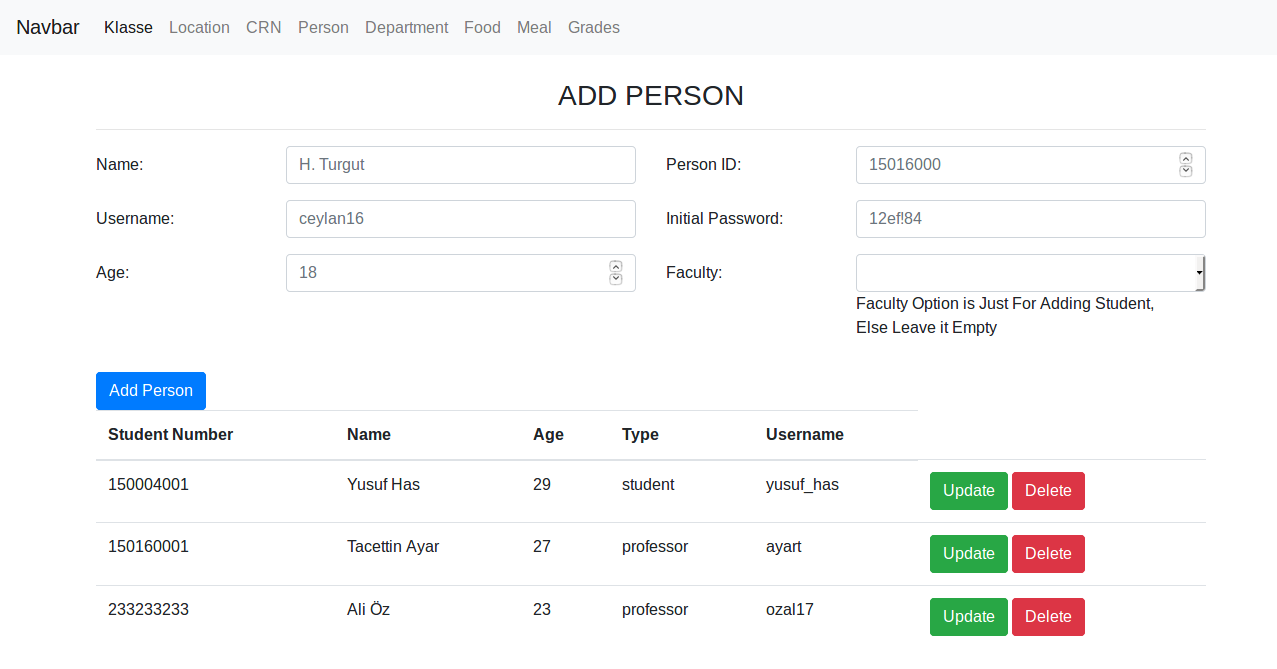 Navbar Klasse Location CRN Person Department Food Meal Grades
ADD PERSON
Name: H. Turgut Person ID: 15016000
Username: ceylan16 Initial Password: 12ef!84
Age: 18 Faculty:
Faculty Option is Just For Adding Student,
Else Leave it Empty
Add Person
Student Number Name Age Type Username
150004001 Yusuf Has 29 student yusuf_has Update Delete
150160001 Tacettin Ayar 27 professor ayart Update Delete
233233233 Ali Öz 23 professor ozal17 Update Delete